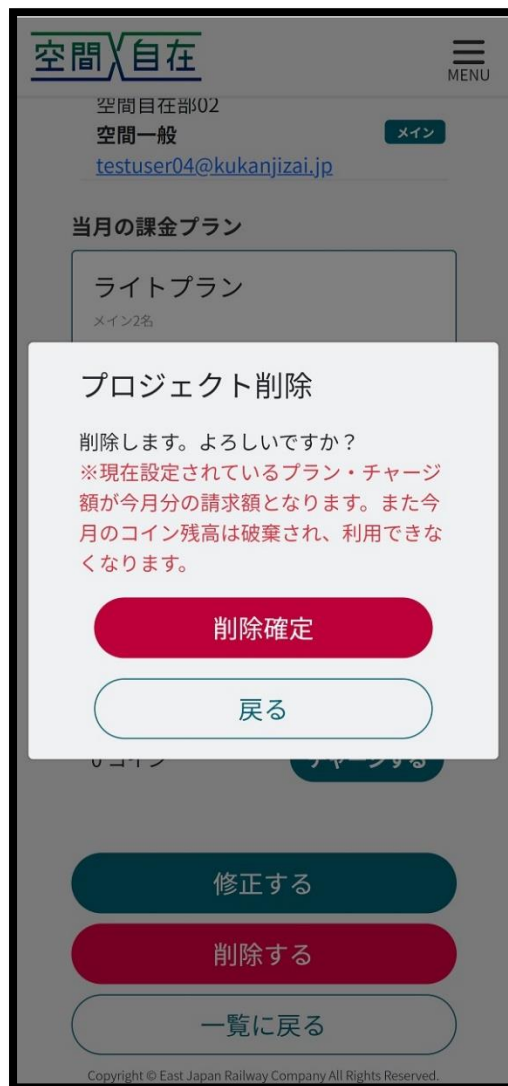 空間自在
MENU
空間自在部02
空間一般
メイン
testuser04@kukanjizai.jp
当月の課金プラン
ライトプラン
メイン2名
プロジェクト削除
削除します。よろしいですか？
※現在設定されているプラン・チャージ
額が今月分の請求額となります。また今
月のコイン残高は破棄され、利用できな
くなります。
削除確定
戻る
0 コイン
チャージする
修正する
削除する
一覧に戻る
Copyright © East Japan Railway Company All Rights Reserved.